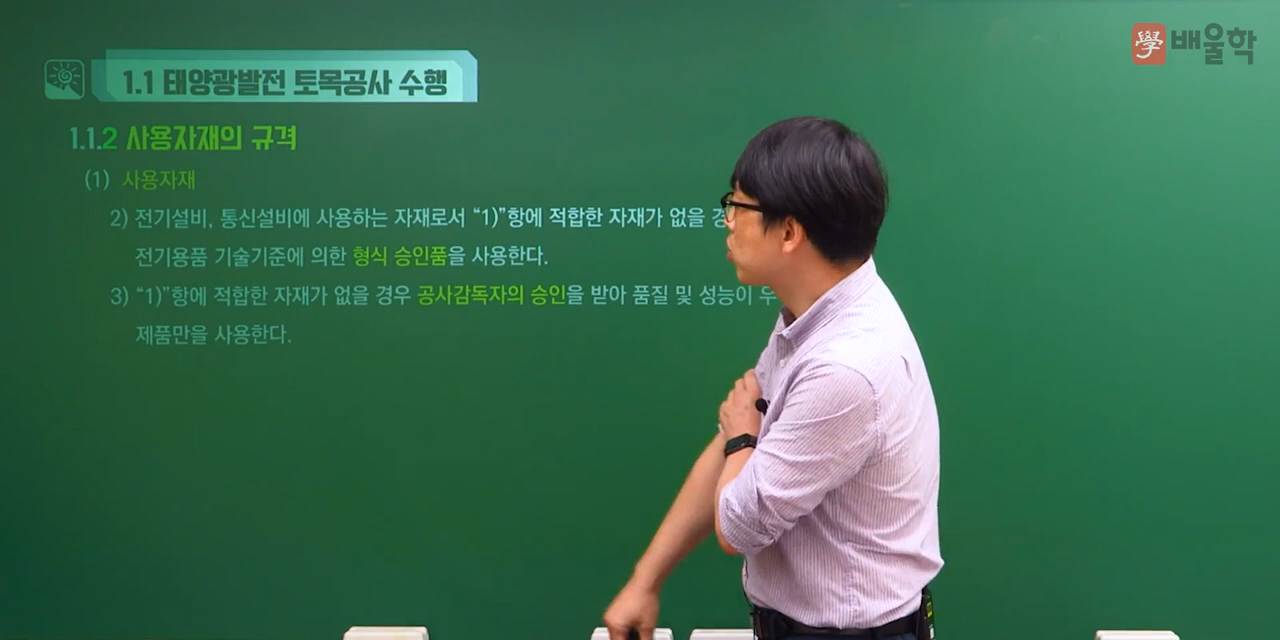 學 배울학
1.1 태양광발전 토목공사 수행
1.1.2 사용자재의 규격
(1) 사용자재
2) 전기설비, 통신설비에 사용하는 자재로서 “1)”항에 적합한 자재가 없을
전기용품 기술기준에 의한 형식 승인품을 사용한다.
3) “1)”항에 적합한 자재가 없을 경우 공사감독자의 승인을 받아 품질 및 성능이
제품만을 사용한다.